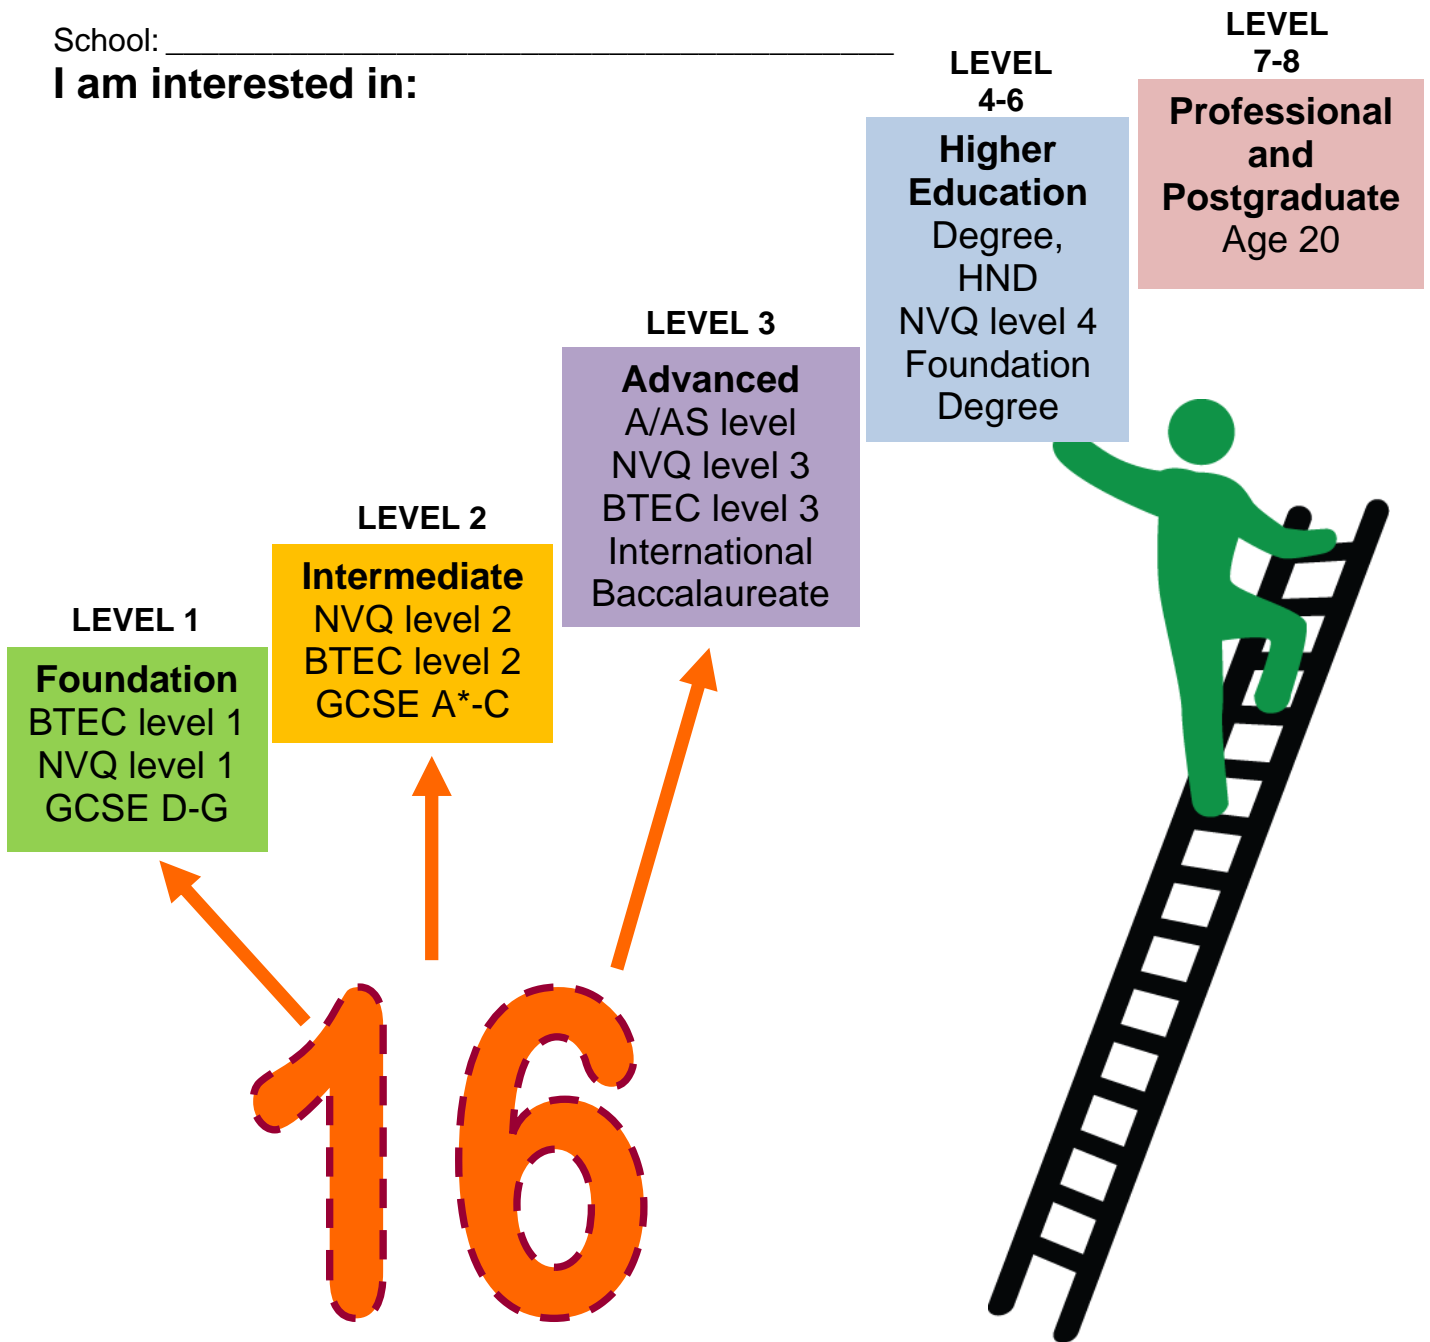 School: ________________________________________
I am interested in:
LEVEL
7-8
Professional
and
Postgraduate
Age 20
LEVEL
4-6
Higher
Education
Degree,
HND
NVQ level 4
Foundation
Degree
LEVEL 3
Advanced
A/AS level
NVQ level 3
BTEC level 3
International
Baccalaureate
LEVEL 2
Intermediate
NVQ level 2
BTEC level 2
GCSE A*-C
LEVEL 1
Foundation
BTEC level 1
NVQ level 1
GCSE D-G
16